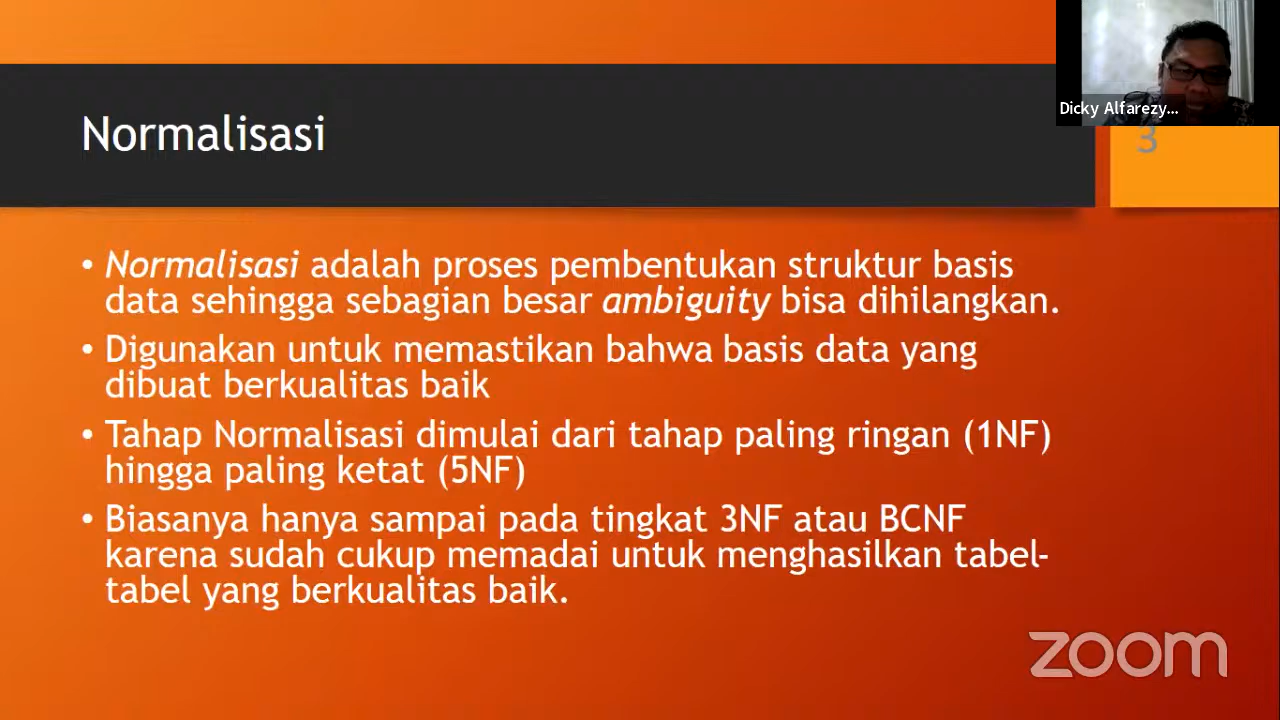 Dicky Alfarezy...
Normalisasi
3
• Normalisasi adalah proses pembentukan struktur basis
data sehingga sebagian besar ambiguity bisa dihilangkan.
• Digunakan untuk memastikan bahwa basis data yang
dibuat berkualitas baik
• Tahap Normalisasi dimulai dari tahap paling ringan (1NF)
hingga paling ketat (5NF)
• Biasanya hanya sampai pada tingkat 3NF atau BCNF
karena sudah cukup memadai untuk menghasilkan tabel-
tabel yang berkualitas baik.
zoom